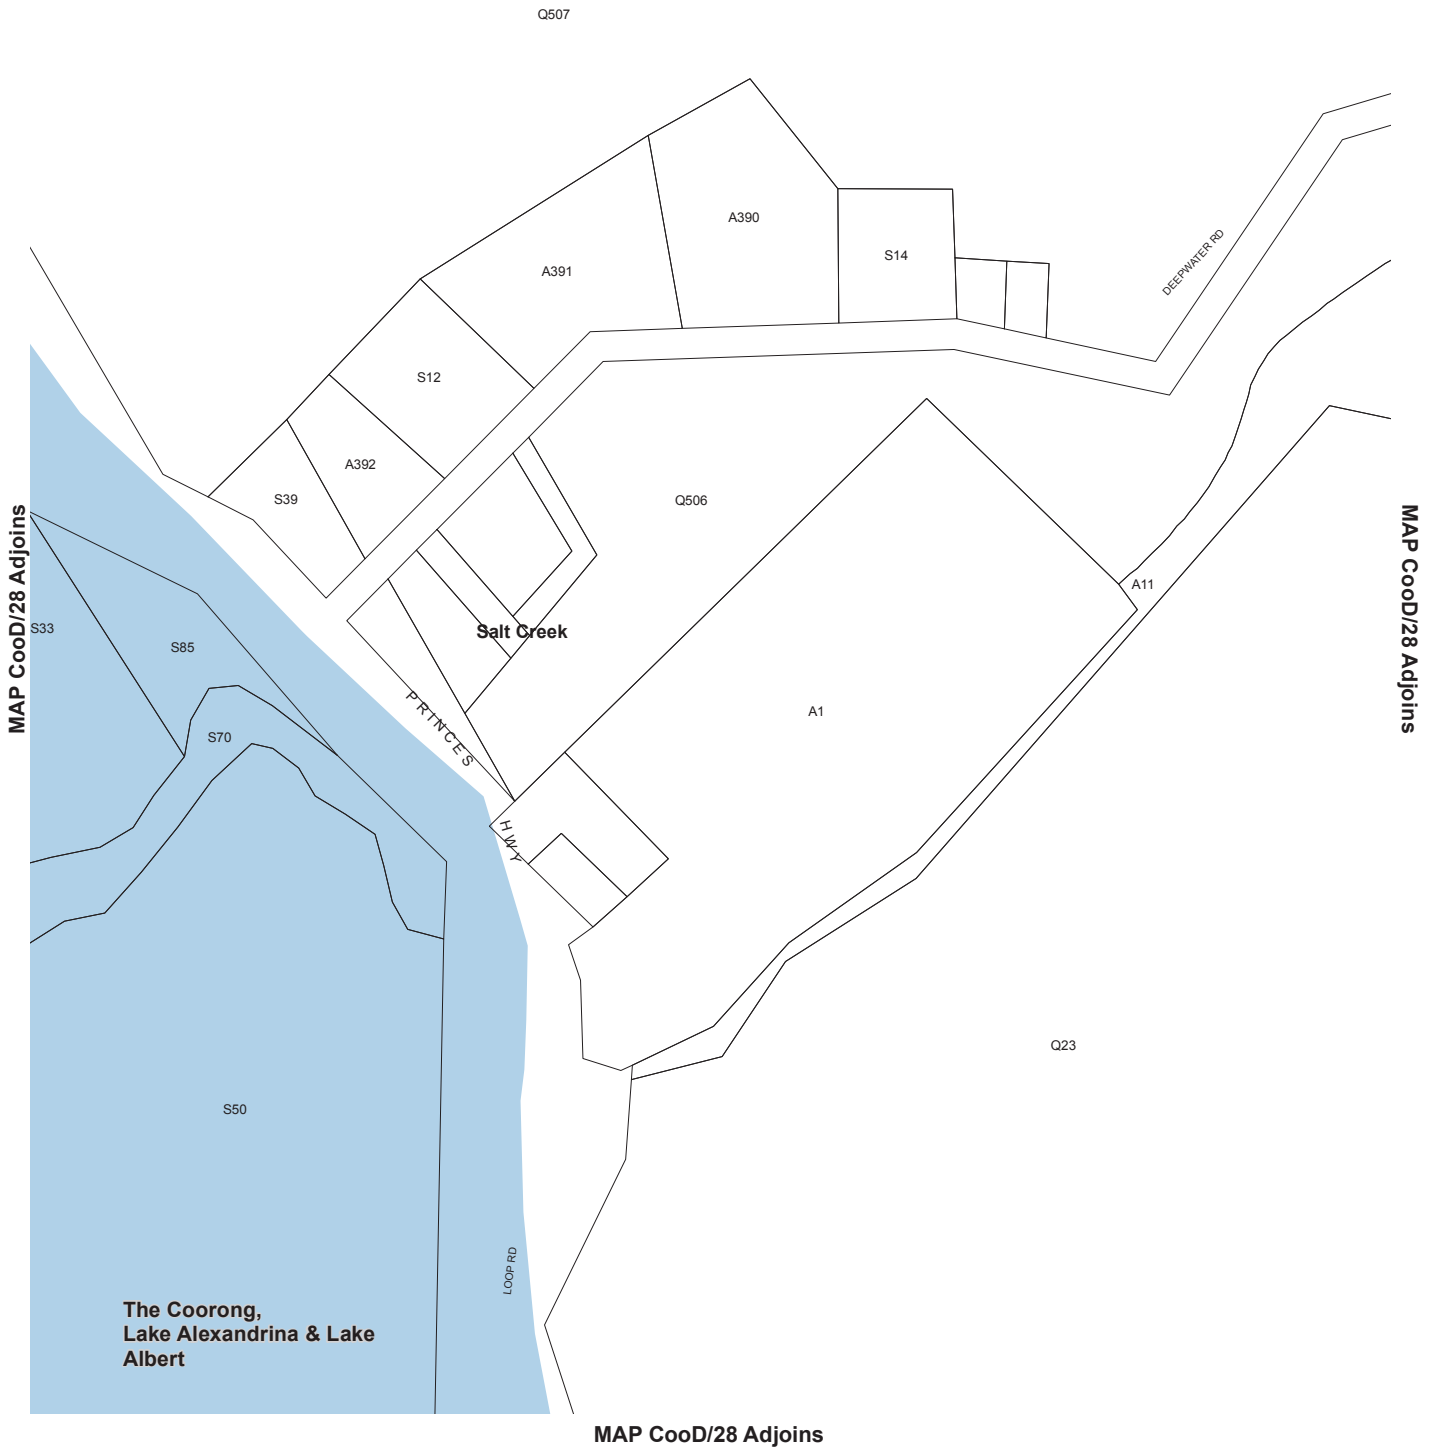 Q507
A390
DEEPWATER RD
S14
A391
S12
A392
S39
Q506
MAP CooD/28 Adjoins
MAP CooD/28 Adjoins
A11
S33
Salt Creek
S85
PRINCES
A1
S70
HWY
Q23
S50
LOOP RD
The Coorong,
Lake Alexandrina & Lake
Albert
MAP CooD/28 Adjoins